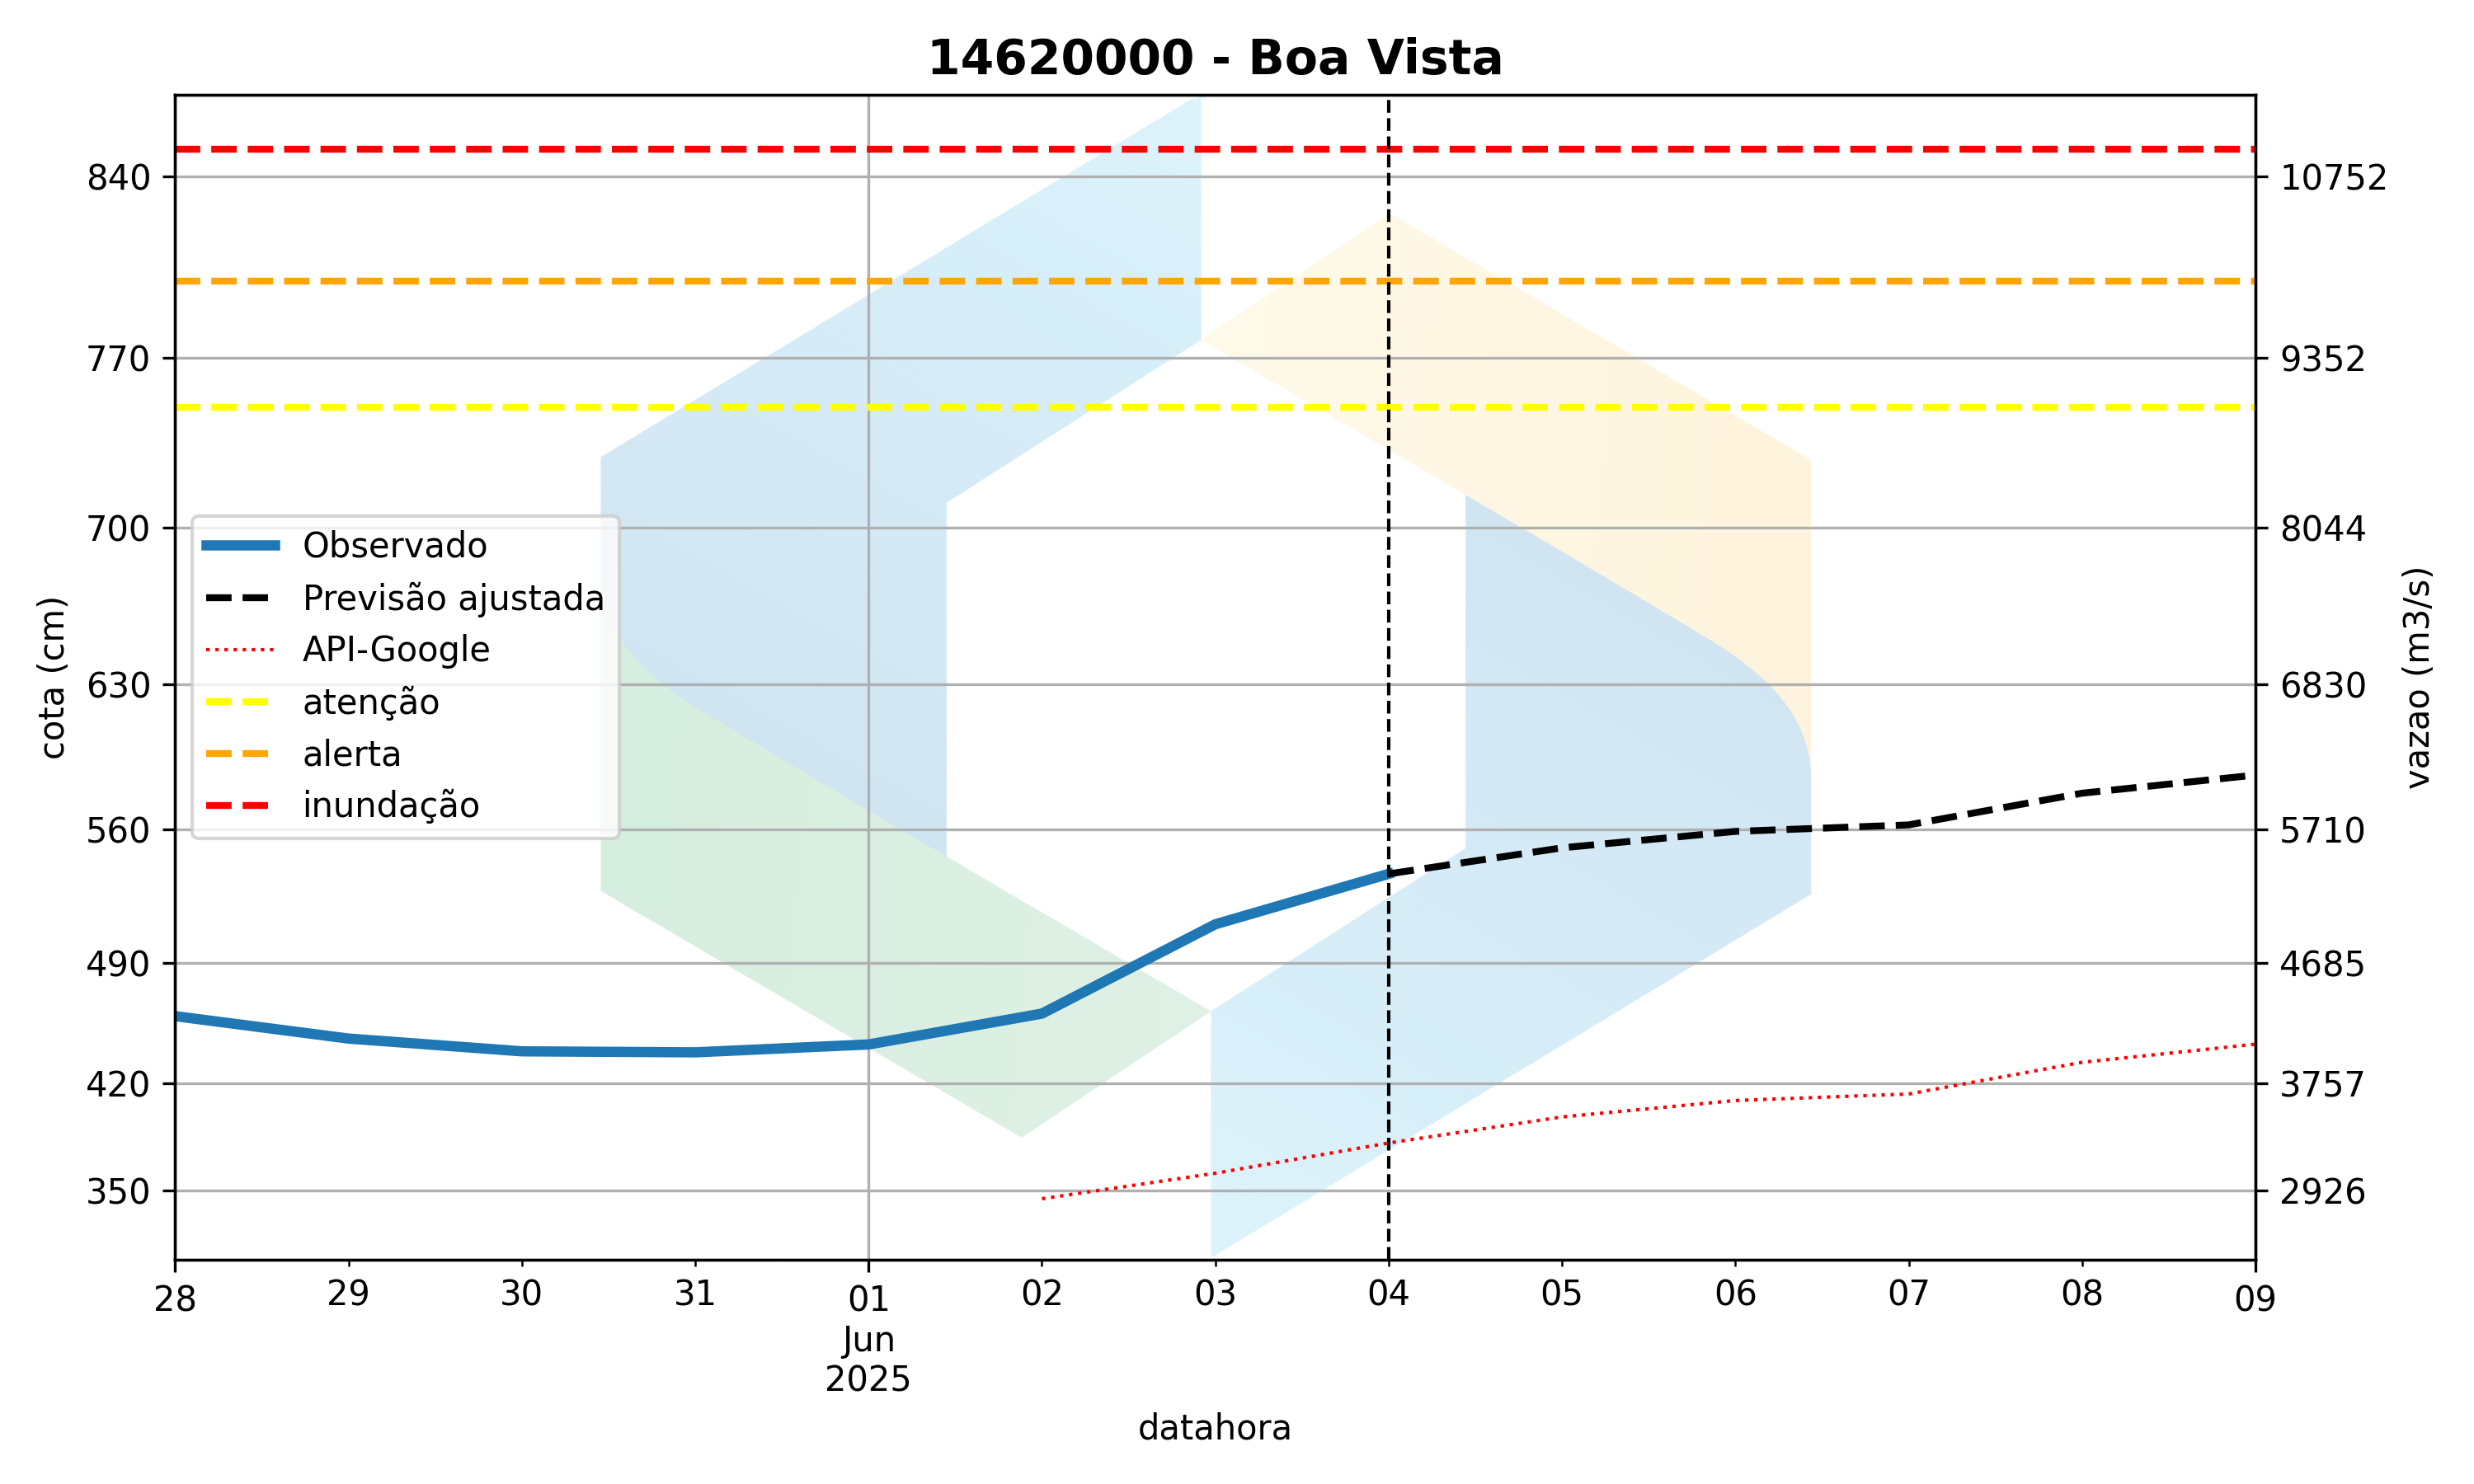 14620000 - Boa Vista
840
770
700
630
560
490
420
350
cota (cm)
10752
9352
8044
6830
5710
4685
3757
2926
vazao (m3/s)
Observado
Previsão ajustada
API-Google
atenção
alerta
inundação
28 29 30 31 01 02 03 04 05 06 07 08 09
Jun
2025
datahora